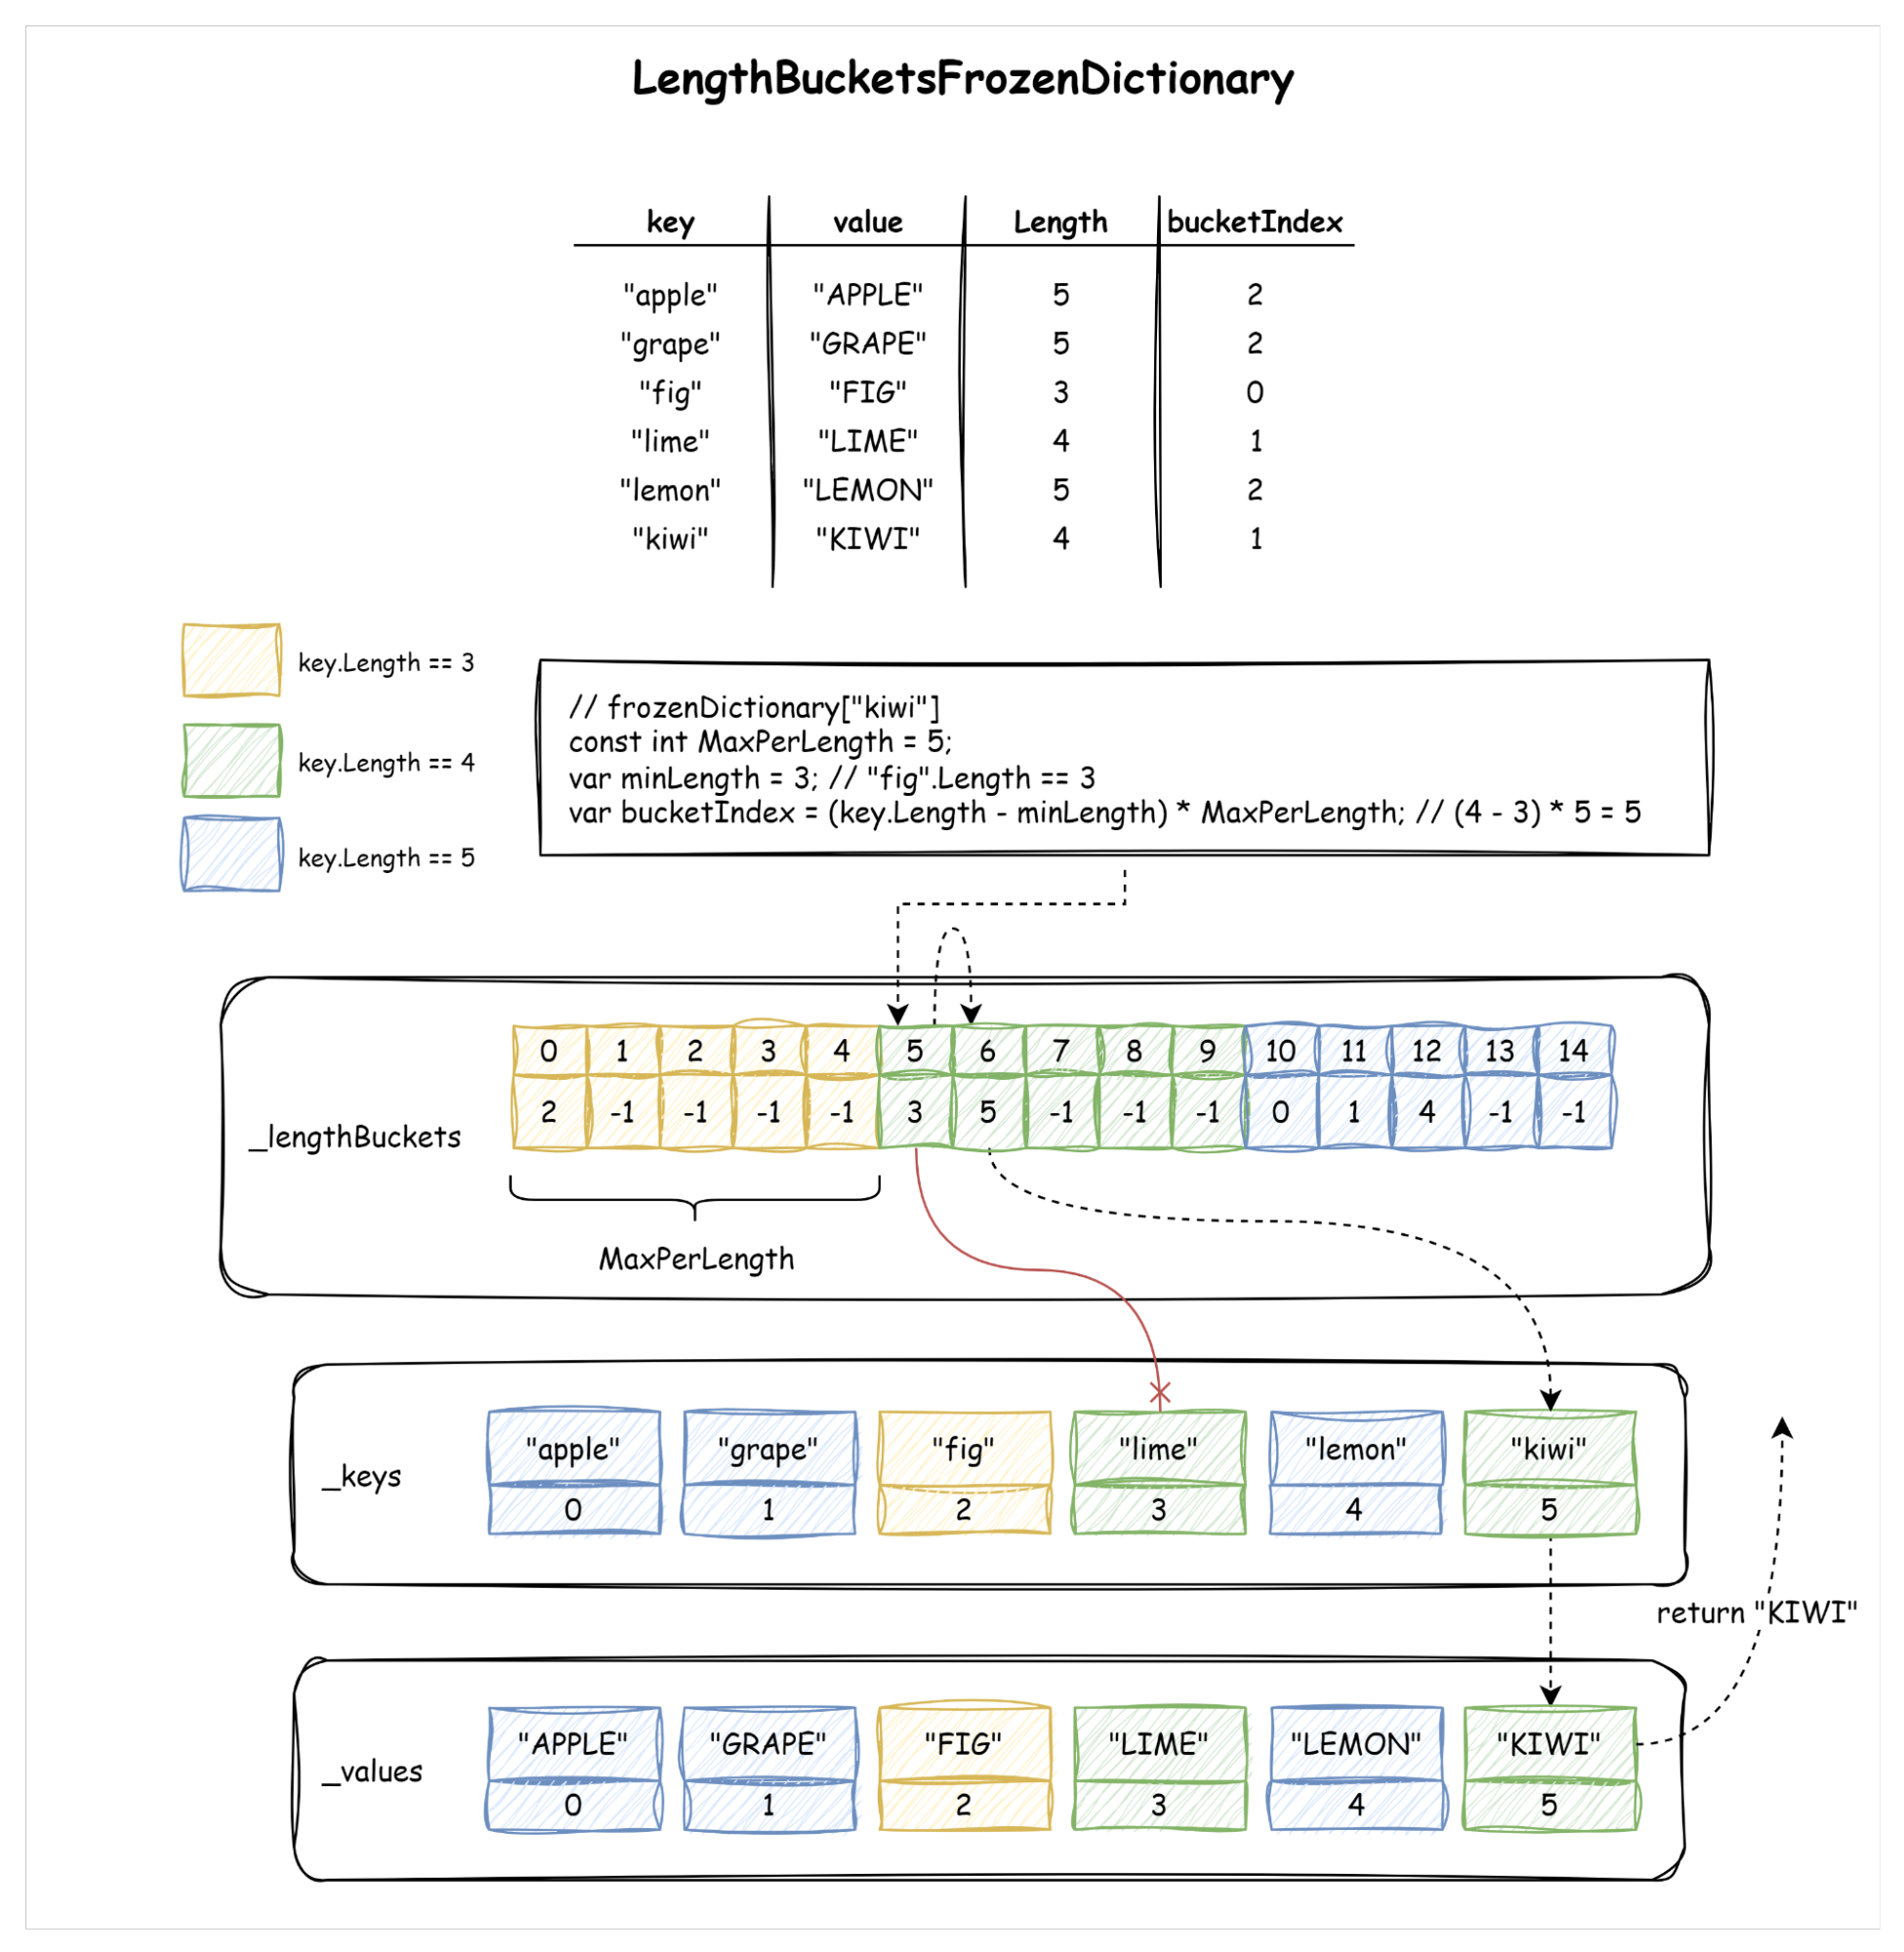 LengthBucketsFrozenDictionary
key value Length bucketIndex
"apple" "APPLE" 5 2
"grape" "GRAPE" 5 2
"fig" "FIG" 3 0
"lime" "LIME" 4 1
"lemon" "LEMON" 5 2
"kiwi" "KIWI" 4 1
key.Length == 3
key.Length == 4
key.Length == 5
// frozenDictionary["kiwi"]
const int MaxPerLength = 5;
var minLength = 3; // "fig".Length == 3
var bucketIndex = (key.Length - minLength) * MaxPerLength; // (4 - 3) * 5 = 5
0 1 2 3 4 5 6 7 8 9 10 11 12 13 14
2 -1 -1 -1 -1 3 5 -1 -1 -1 0 1 4 -1 -1
_lengthBuckets
MaxPerLength
"apple" "grape" "fig" "lime" "lemon" "kiwi"
_keys
0 1 2 3 4 5
return "KIWI"
"APPLE" "GRAPE" "FIG" "LIME" "LEMON" "KIWI"
_values
0 1 2 3 4 5